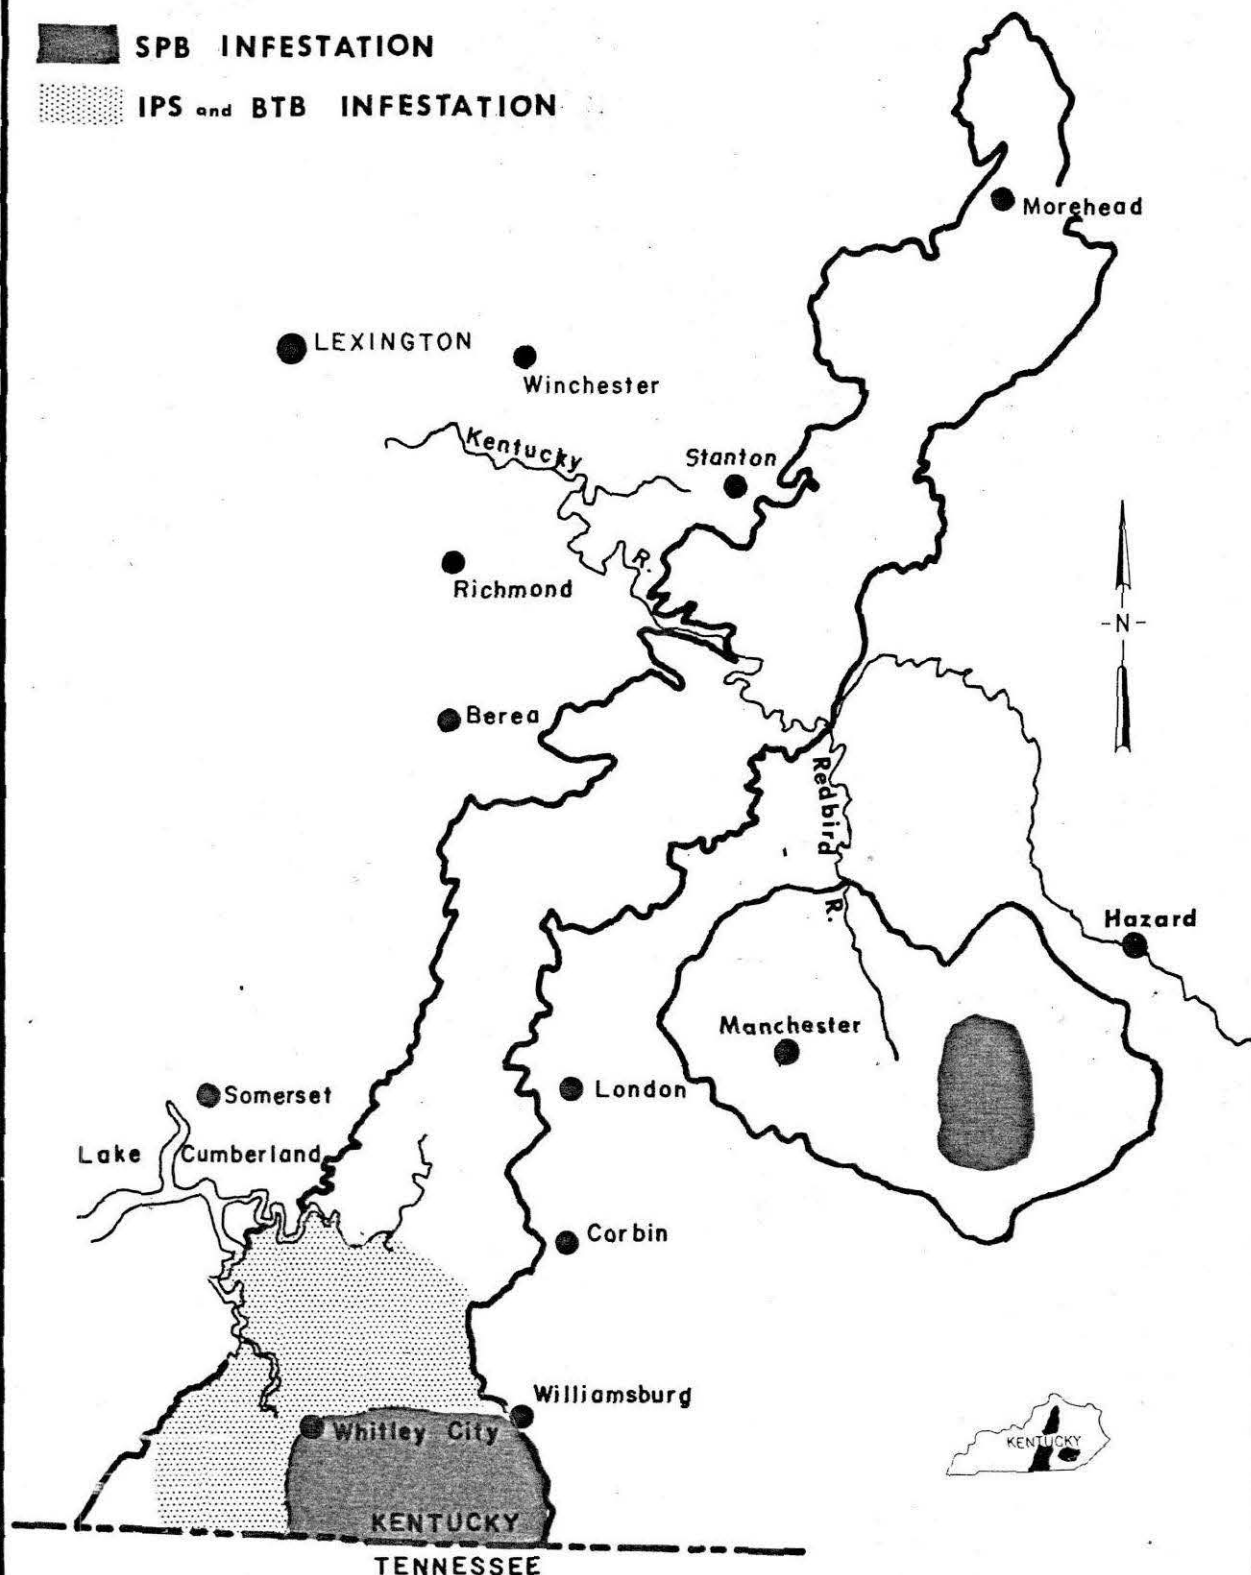 SPB INFESTATION
IPS and BTB INFESTATION
Morehead
LEXINGTON
Winchester
Kentucky
Stanton
R.
Richmond
-N-
Berea
Redbird
R.
Hazard
Manchester
London
Somerset
Lake Cumberland
Corbin
Williamsburg
Whitley City
KENTUCKY
KENTUCKY
TENNESSEE